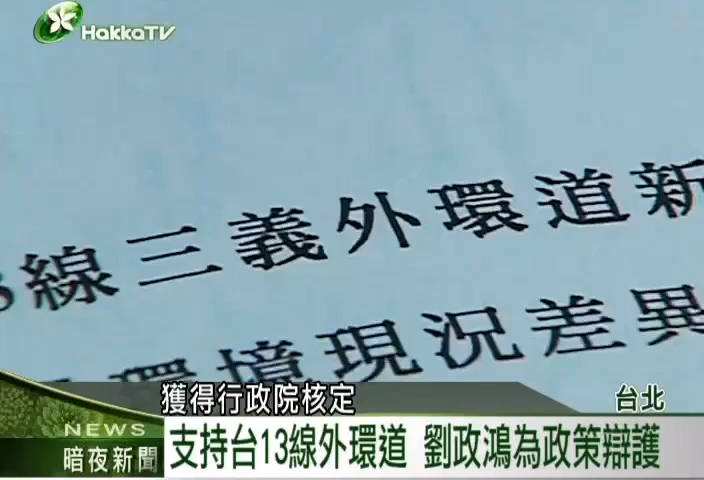 HakkaTV
線三義外環道新
環境現況差異
獲得行政院核定
台北
NEWS
暗夜新聞
支持台13線外環道 劉政鴻為政策辯護